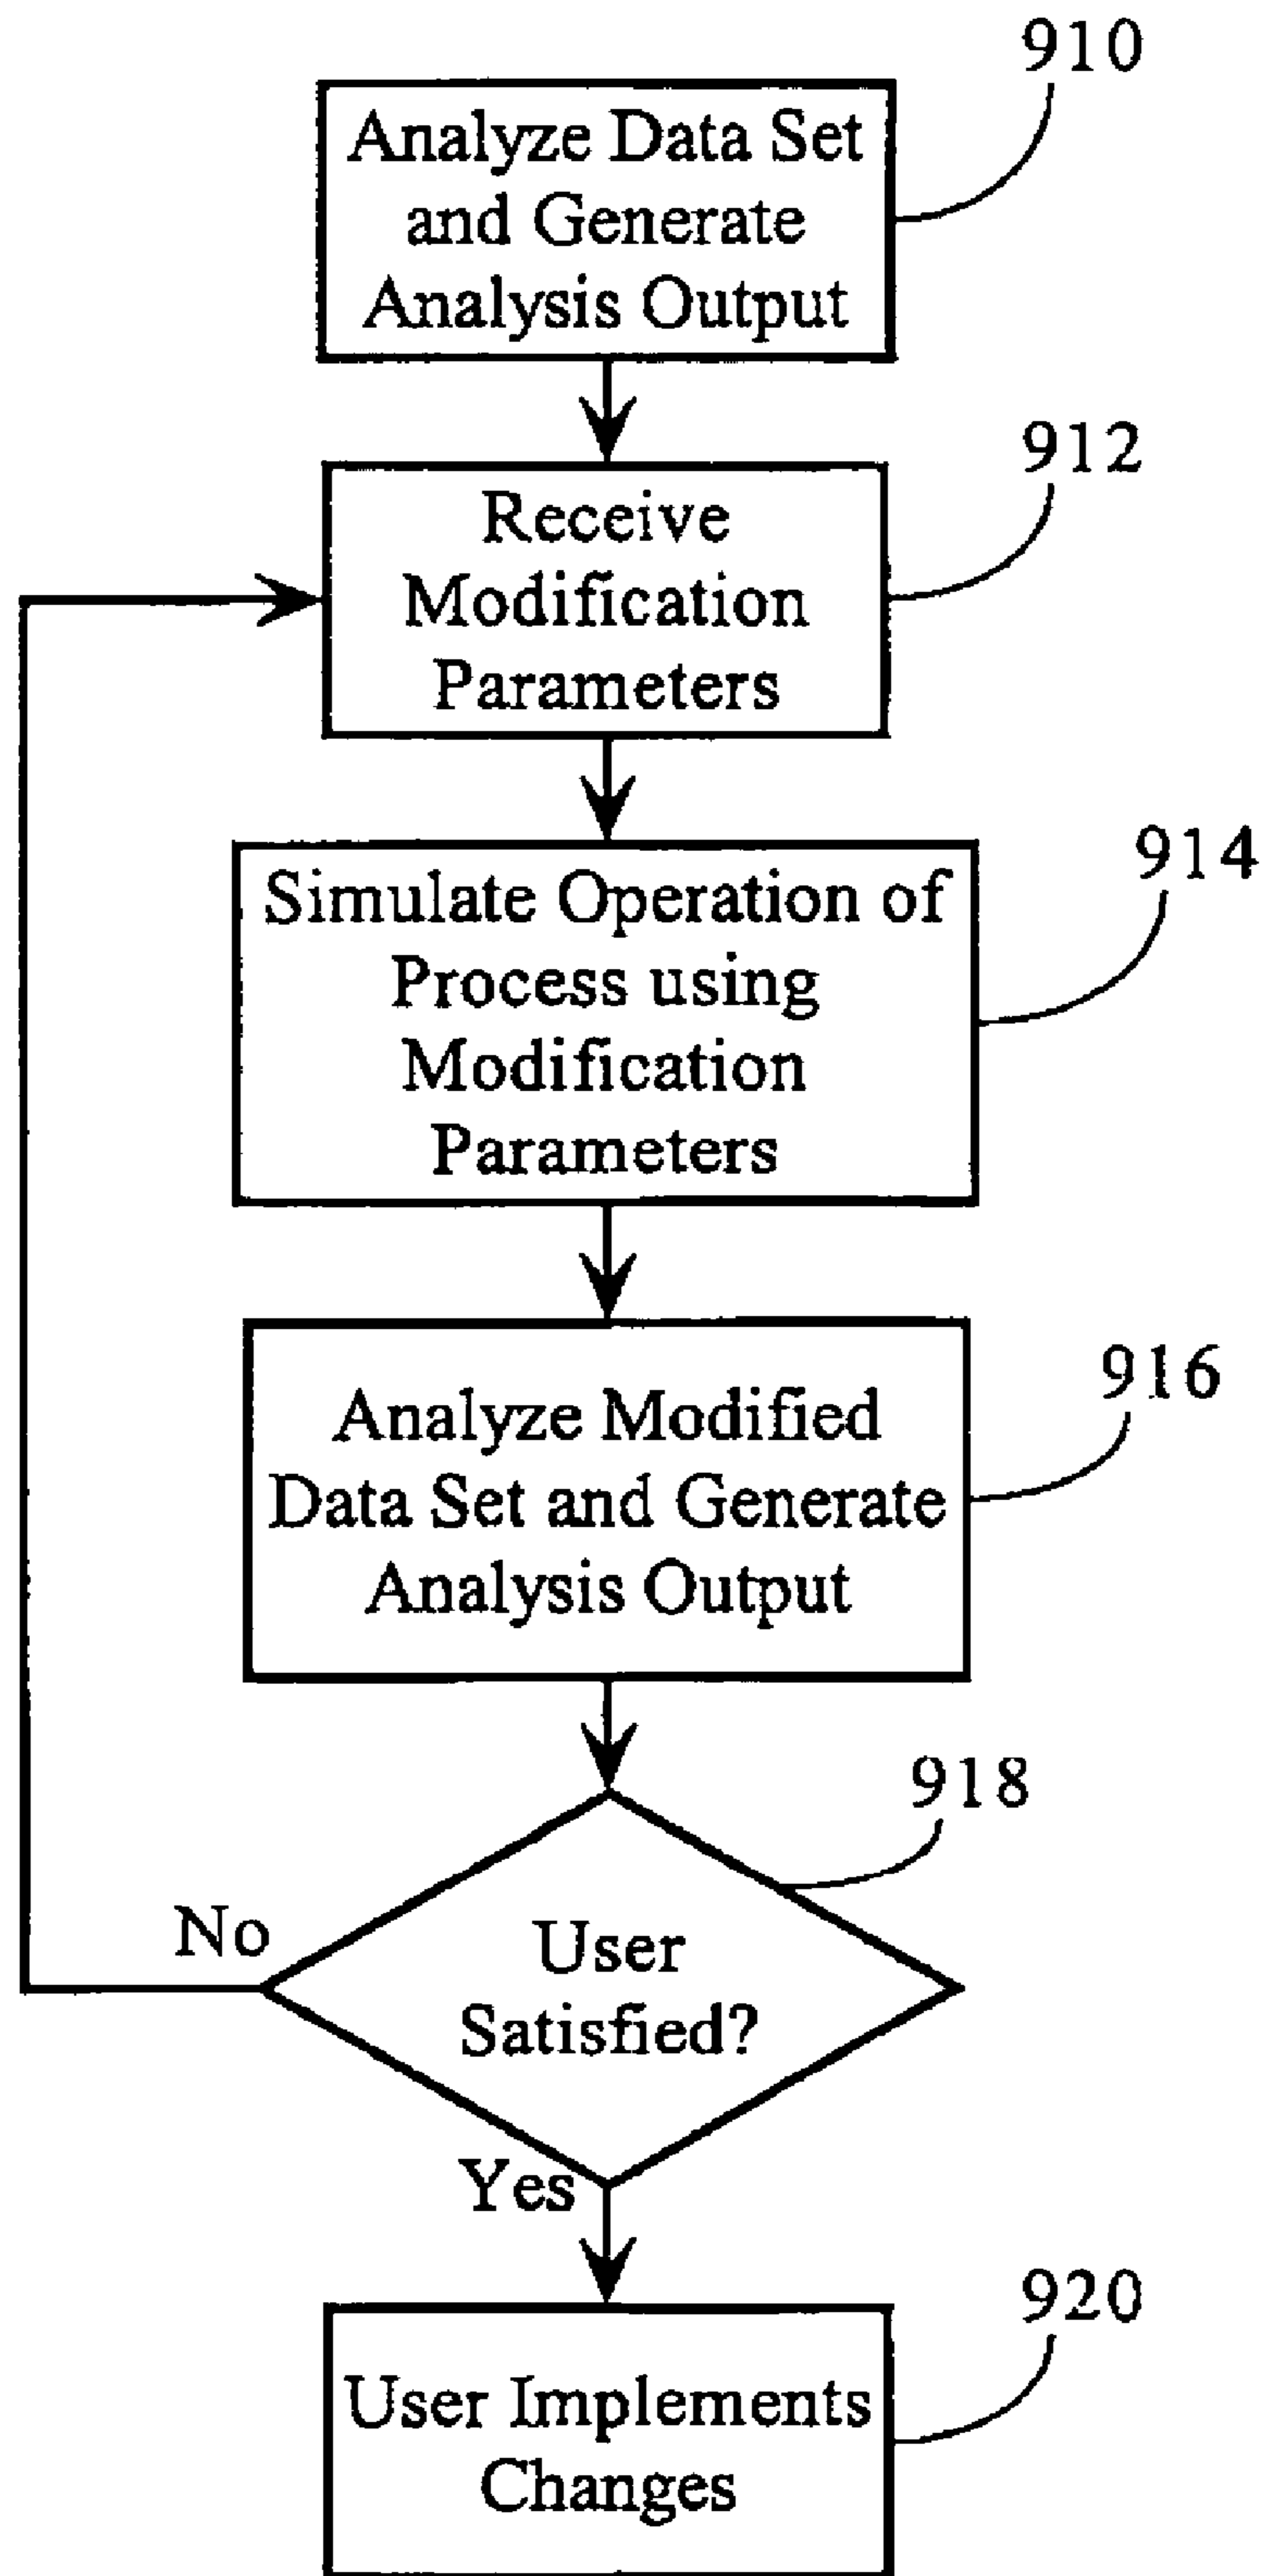 910
Analyze Data Set
and Generate
Analysis Output
912
Receive
Modification
Parameters
914
Simulate Operation of
Process using
Modification
Parameters
916
Analyze Modified
Data Set and Generate
Analysis Output
918
No
User
Satisfied?
Yes
920
User Implements
Changes